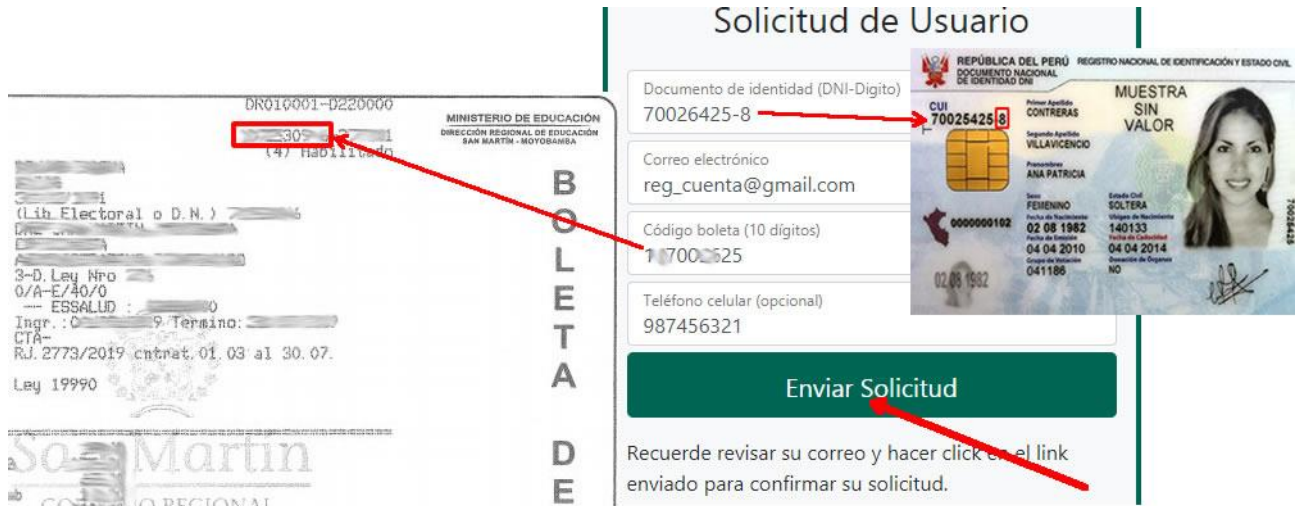 DR010001-D220000
(4) Habilitado
(Lib.Electoral o D.N.)
3-D.Ley Nro
0/A-E/40/0
--- ESSALUD :
Ingr.: Termino:
CTA-
RJ.2773/2019 cntrat.01.03 al 30.07.
Ley 19990
San Martín
MINISTERIO DE EDUCACIÓN
DIRECCIÓN REGIONAL DE EDUCACIÓN
SAN MARTÍN - MOYOBAMBA
B
O
L
E
T
A
D
E
Solicitud de Usuario
Documento de identidad (DNI-Digito)
70026425-8
Correo electrónico
reg_cuenta@gmail.com
Código boleta (10 dígitos)
Teléfono celular (opcional)
987456321
Enviar Solicitud
Recuerde revisar su correo y hacer click en el link
enviado para confirmar su solicitud.
REPÚBLICA DEL PERÚ REGISTRO NACIONAL DE IDENTIFICACIÓN Y ESTADO CIVIL
DOCUMENTO NACIONAL
DE IDENTIDAD DNI
CUI
70025425-8
Primer Apellido
CONTRERAS
Segundo Apellido
VILLAVICENCIO
Prenombres
ANA PATRICIA
MUESTRA
SIN
VALOR
Sexo
FEMENINO
Estado Civil
SOLTERA
Fecha de Nacimiento
02 08 1982
Ubigeo de Nacimiento
140133
Fecha de Emisión
04 04 2010
Fecha de Caducidad
04 04 2014
Grupo de Votación
041186
Donación de Órganos
NO
0000000102
02 08 1982
70026425